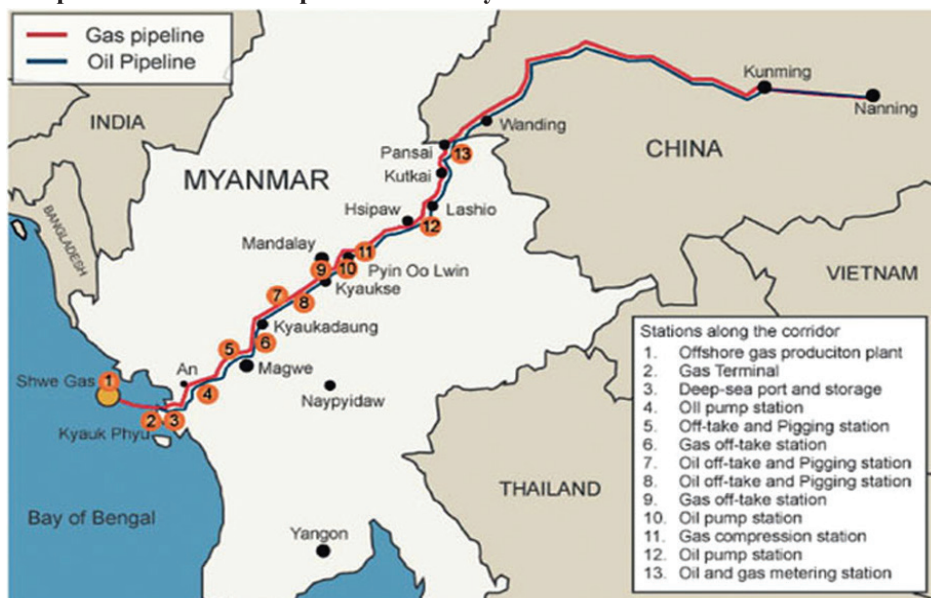 Gas pipeline
Oil Pipeline
INDIA
BANGLADESH
MYANMAR
CHINA
VIETNAM
THAILAND
Kunming
Nanning
Wanding
Pansai
13
Kutkai
Hsipaw
Lashio
12
Mandalay
11
9
10
Pyin Oo Lwin
Kyaukse
7
8
Kyaukadaung
5
6
Magwe
An
4
Naypyidaw
Shwe Gas
1
2
3
Kyauk Phyu
Bay of Bengal
Yangon
Stations along the corridor
1. Offshore gas produciton plant
2. Gas Terminal
3. Deep-sea port and storage
4. OIl pump station
5. Off-take and Pigging station
6. Gas off-take station
7. Oil off-take and Pigging station
8. Oil off-take and Pigging station
9. Gas off-take station
10. Oil pump station
11. Gas compression station
12. Oil pump station
13. Oil and gas metering station